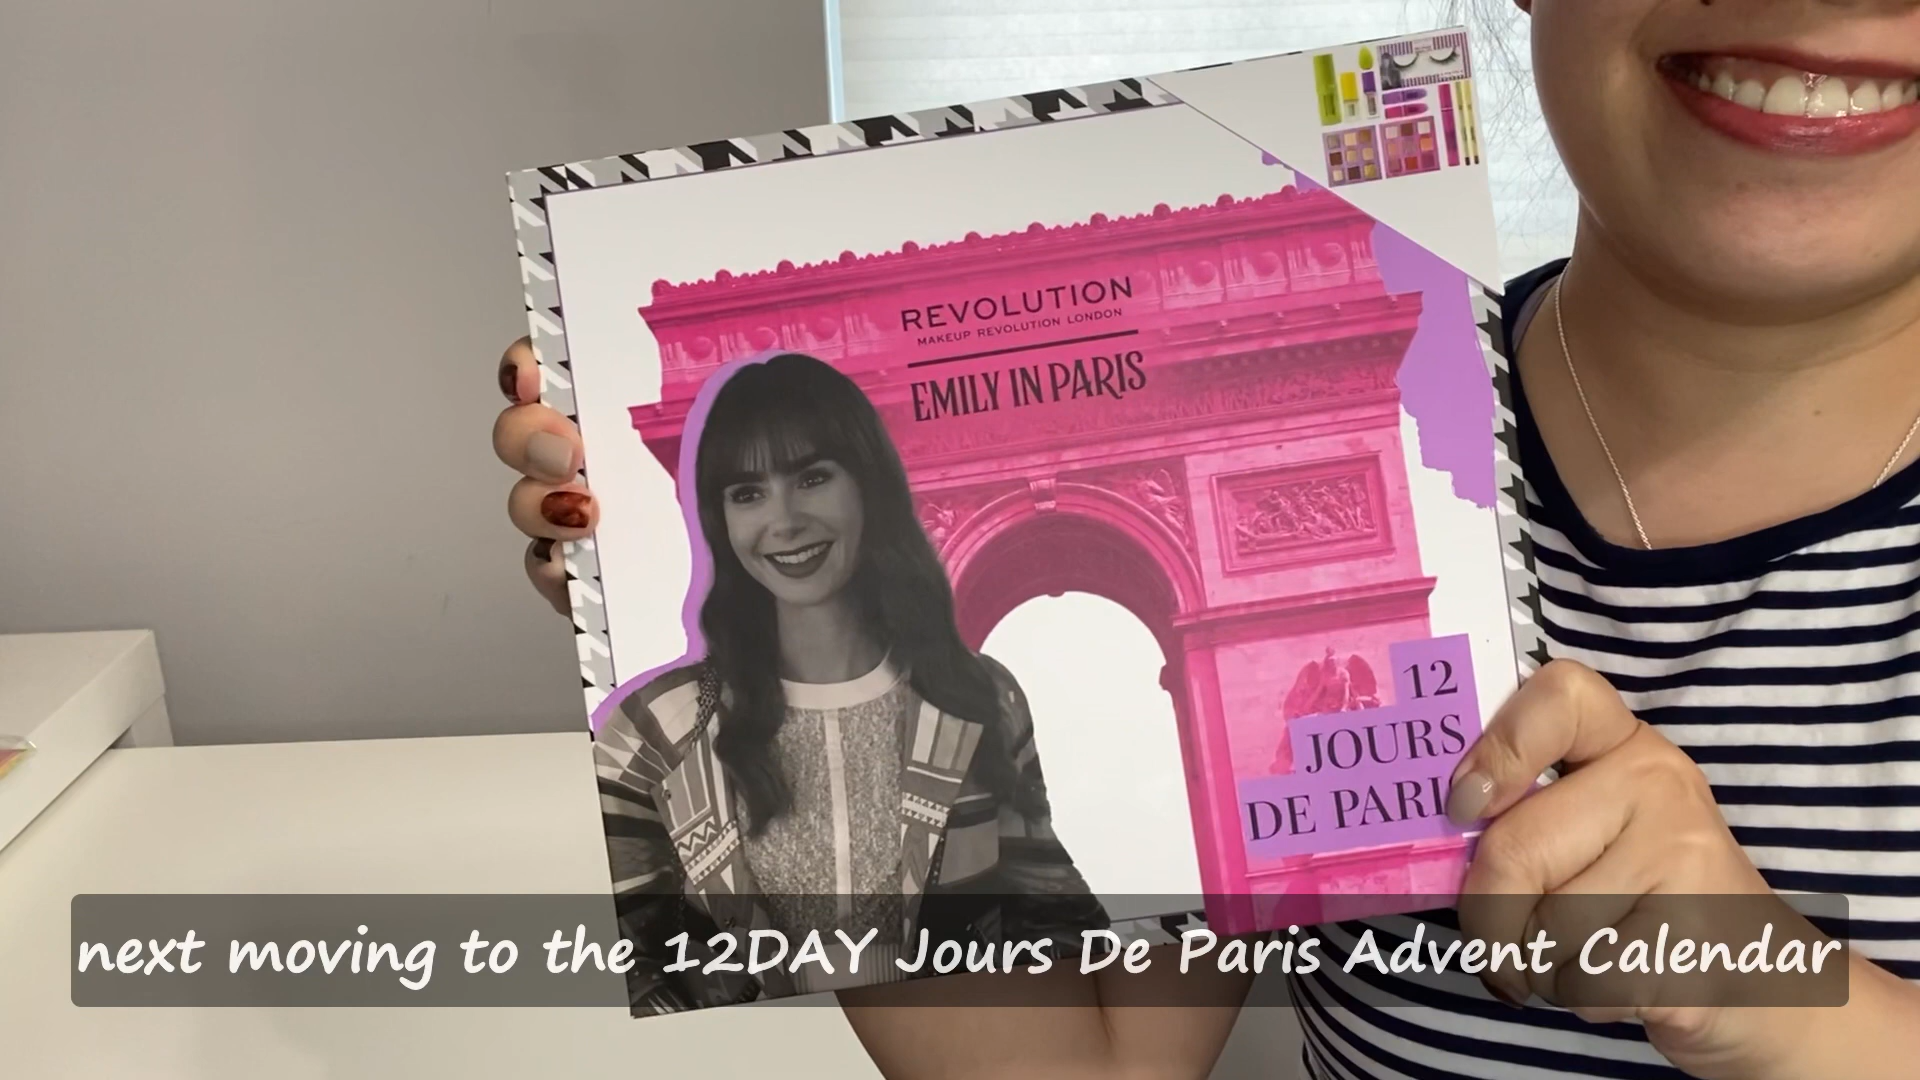 REVOLUTION
MAKEUP REVOLUTION LONDON
EMILY IN PARIS
12
JOURS
DE PARI
next moving to the 12DAY Jours De Paris Advent Calendar